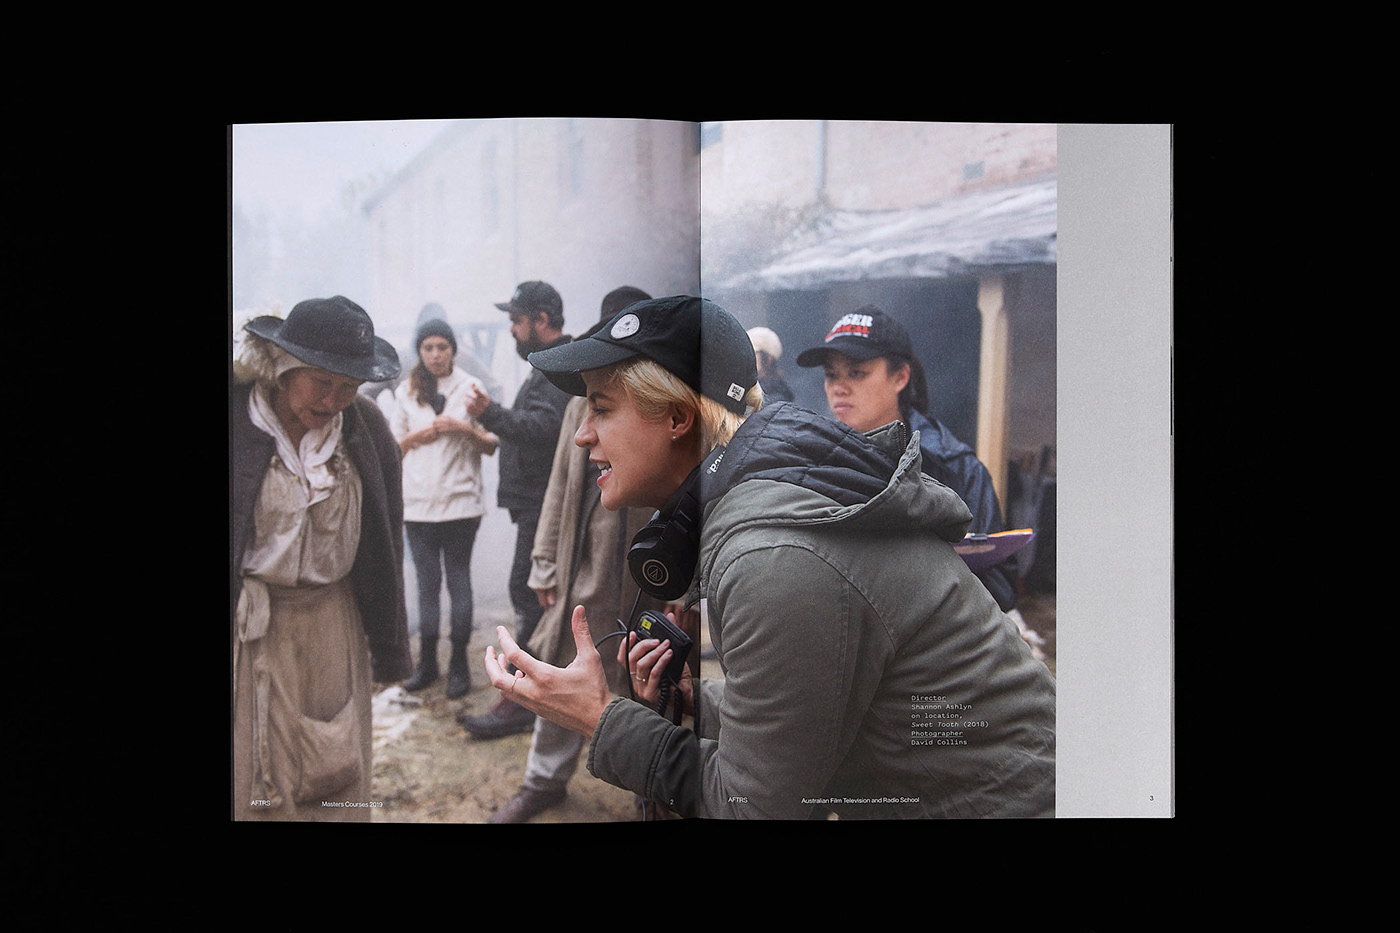 Director
Shannon Ashlyn
on location,
Sweet Tooth (2018)
Photographer
David Collins
AFTRS
Masters Courses 2019
2
AFTRS
Australian Film Television and Radio School
3